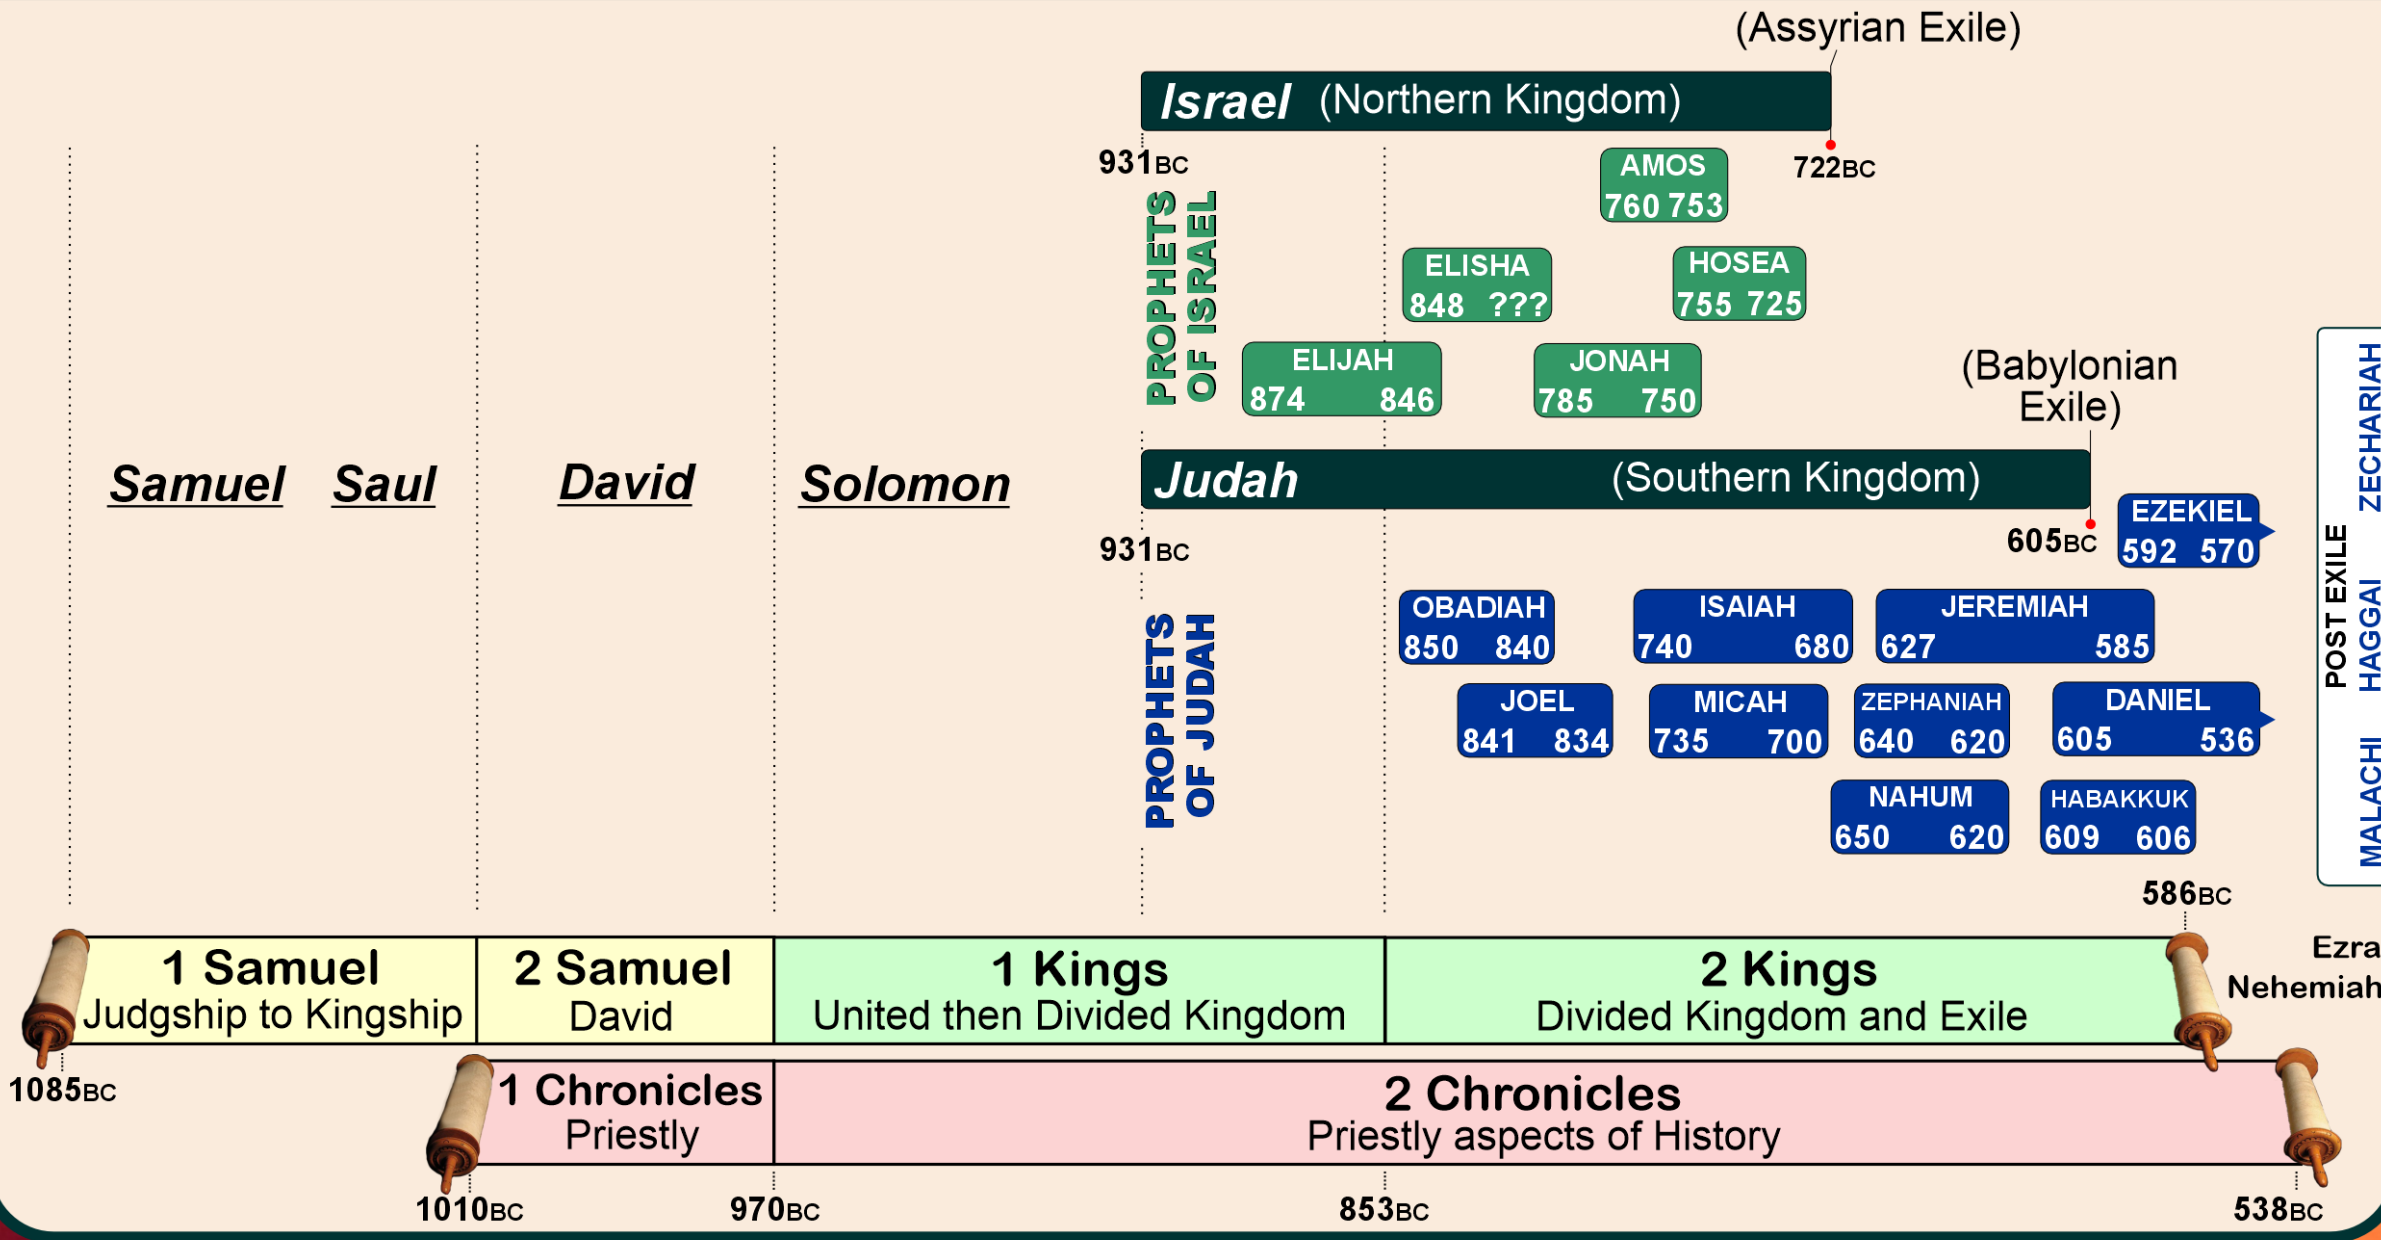 (Assyrian Exile)
Israel (Northern Kingdom)
931BC
722BC
PROPHETS
OF ISRAEL
AMOS
760 753
ELISHA
848 ???
HOSEA
755 725
ELIJAH
874 846
JONAH
785 750
(Babylonian
Exile)
Samuel Saul David Solomon
Judah (Southern Kingdom)
931BC
605BC
PROPHETS
OF JUDAH
EZEKIEL
592 570
OBADIAH
850 840
ISAIAH
740 680
JEREMIAH
627 585
JOEL
841 834
MICAH
735 700
ZEPHANIAH
640 620
DANIEL
605 536
NAHUM
650 620
HABAKKUK
609 606
POST EXILE
ZECHARIAH
HAGGAI
MALACHI
586BC
1 Samuel
Judgship to Kingship
2 Samuel
David
1 Kings
United then Divided Kingdom
2 Kings
Divided Kingdom and Exile
Ezra
Nehemiah
1085BC
1 Chronicles
Priestly
2 Chronicles
Priestly aspects of History
1010BC
970BC
853BC
538BC